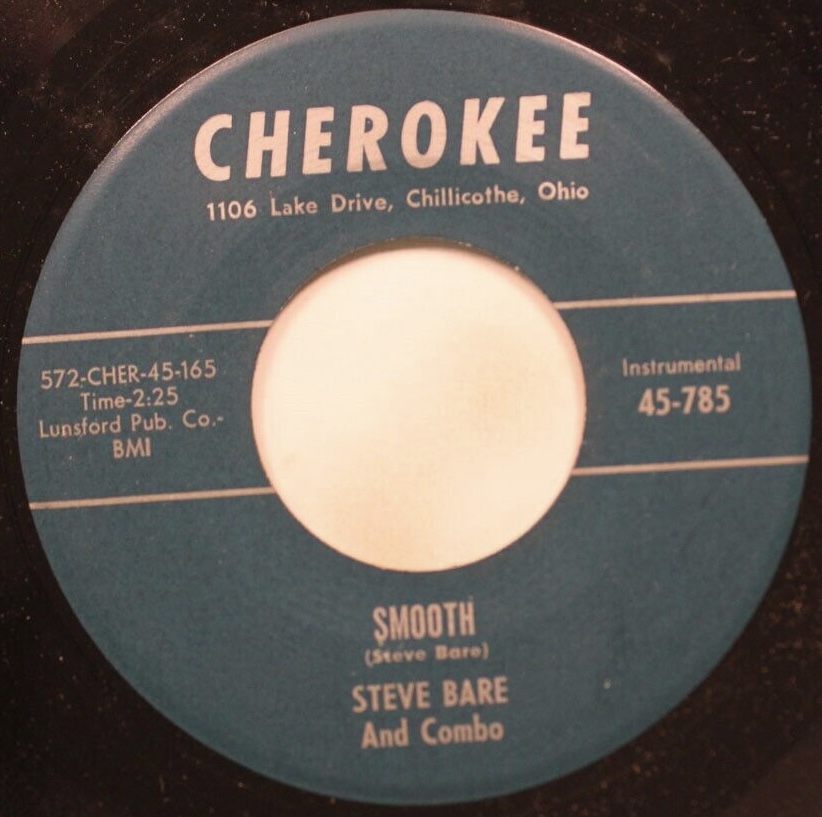 CHEROKEE
1106 Lake Drive, Chillicothe, Ohio
572-CHER-45-165
Time-2:25
Lunsford Pub. Co.-
BMI
Instrumental
45-785
SMOOTH
(Steve Bare)
STEVE BARE
And Combo